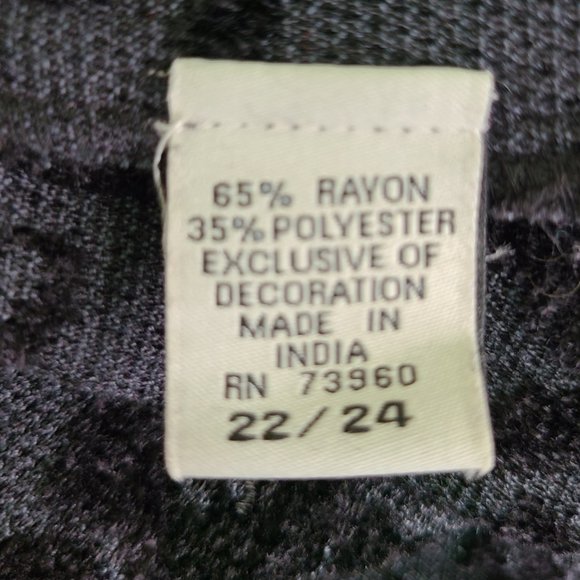 65% RAYON
35% POLYESTER
EXCLUSIVE OF
DECORATION
MADE IN
INDIA
RN 73960
22/24